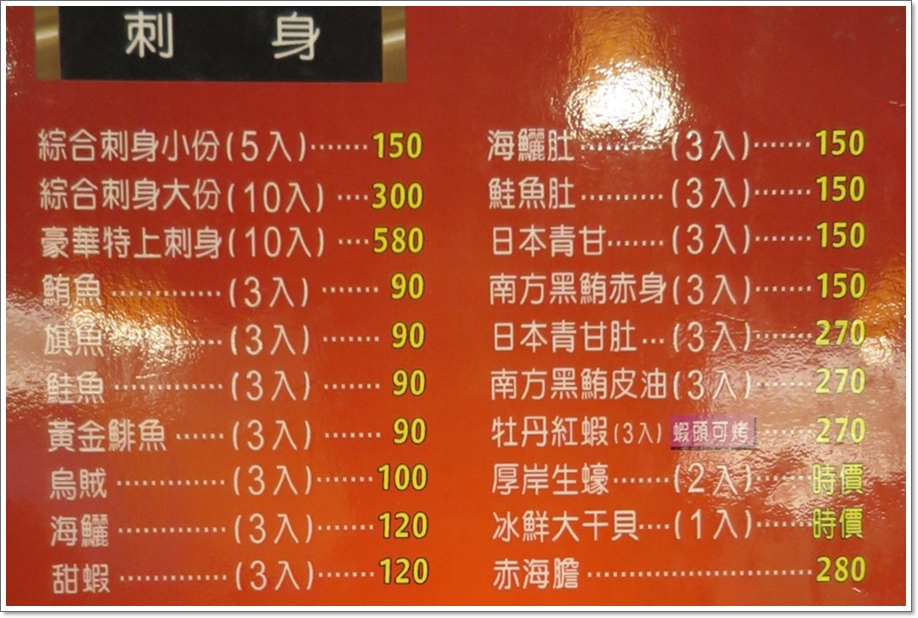 刺身
綜合刺身小份(5入)·······150
綜合刺身大份(10入)····300
豪華特上刺身(10入)····580
鮪魚·············(3入)·······90
旗魚·············(3入)·······90
鮭魚·············(3入)·······90
黃金鯡魚······(3入)·······90
烏賊·············(3入)······100
海鱺·············(3入)······120
甜蝦·············(3入)······120
海鱺肚·········(3入)·······150
鮭魚肚·········(3入)·······150
日本青甘·······(3入)·······150
南方黑鮪赤身(3入)·······150
日本青甘肚···(3入)·······270
南方黑鮪皮油(3入)·······270
牡丹紅蝦(3入) 蝦頭可烤 ·····270
厚岸生蠔·······(2入)······時價
冰鮮大干貝····(1入)······時價
赤海膽·························280